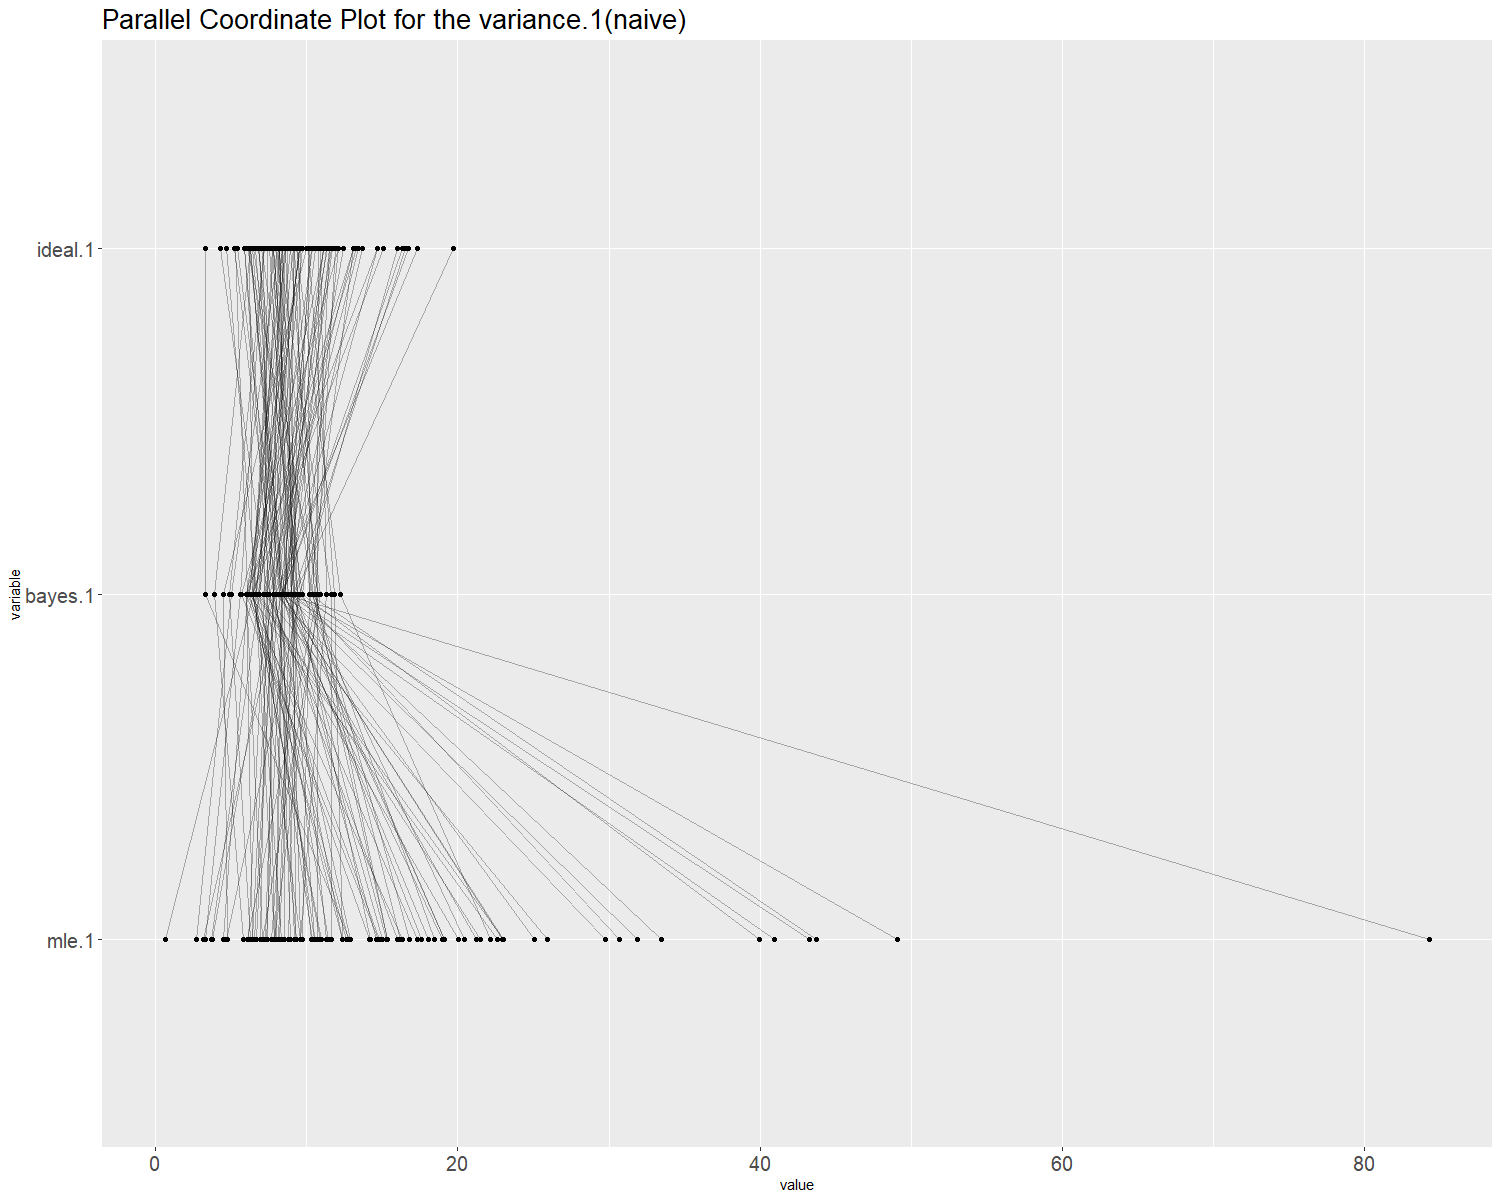 Parallel Coordinate Plot for the variance.1(naive)
ideal.1
bayes.1
mle.1
variable
0 20 40 60 80
value